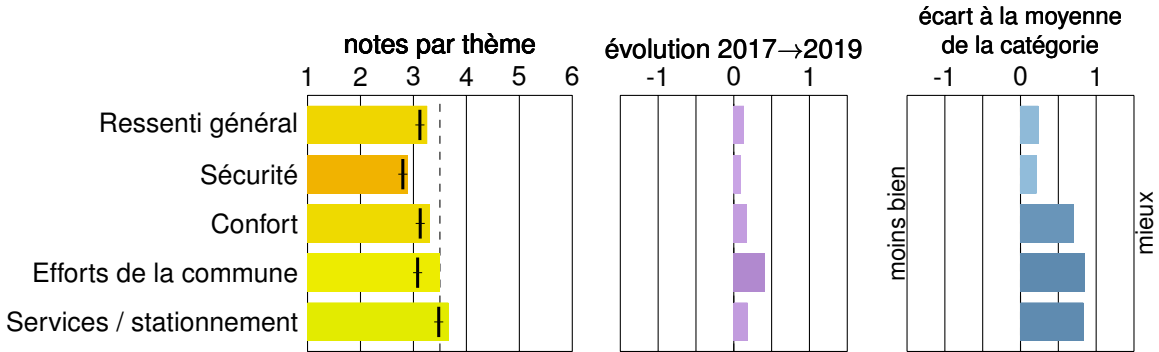 notes par thème
1 2 3 4 5 6
évolution 2017→2019
-1 0 1
écart à la moyenne
de la catégorie
-1 0 1
Ressenti général
Sécurité
Confort
Efforts de la commune
Services / stationnement
moins bien
mieux